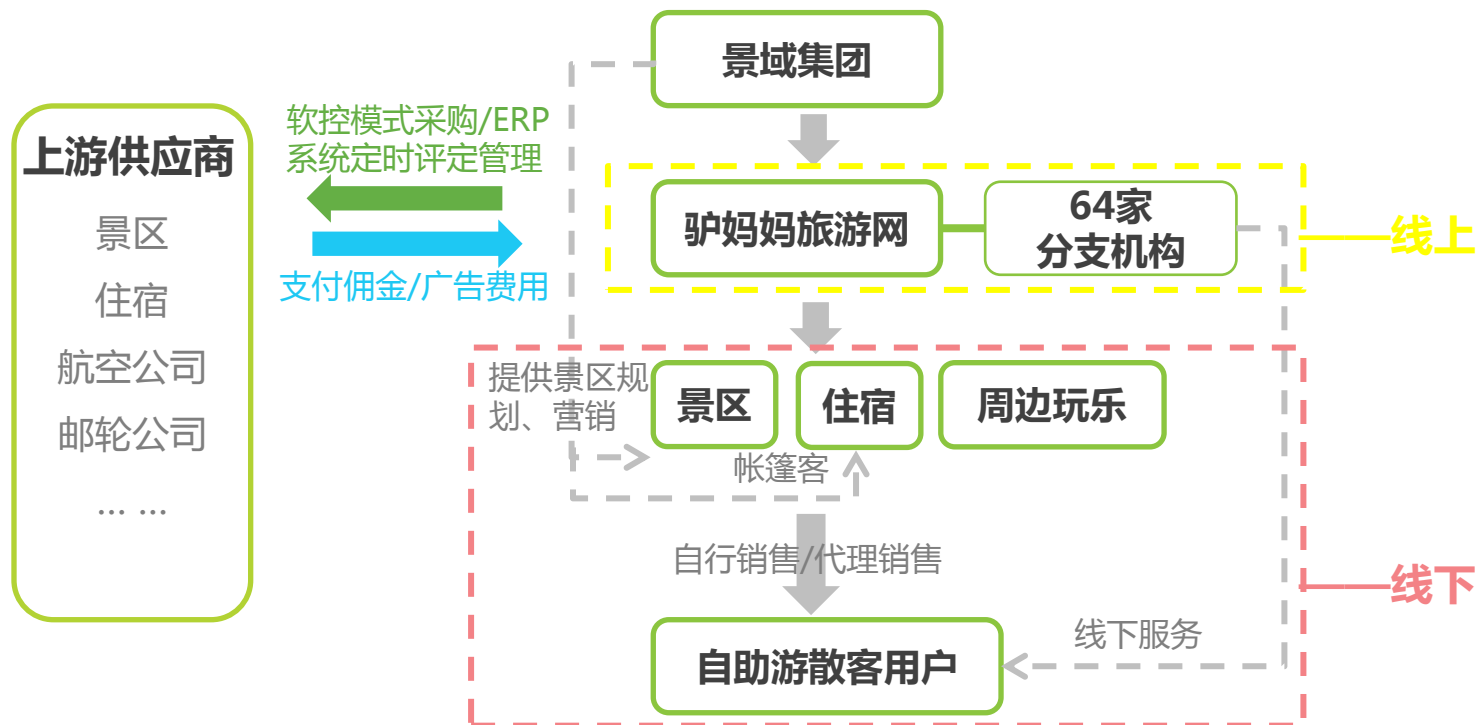 景域集团
软控模式采购/ERP
系统定时评定管理
上游供应商
景区
住宿
航空公司
邮轮公司
... ...
支付佣金/广告费用
驴妈妈旅游网
64家
分支机构
线上
提供景区规
划、营销
景区
住宿
周边玩乐
帐篷客
自行销售/代理销售
线下
线下服务
自助游散客用户